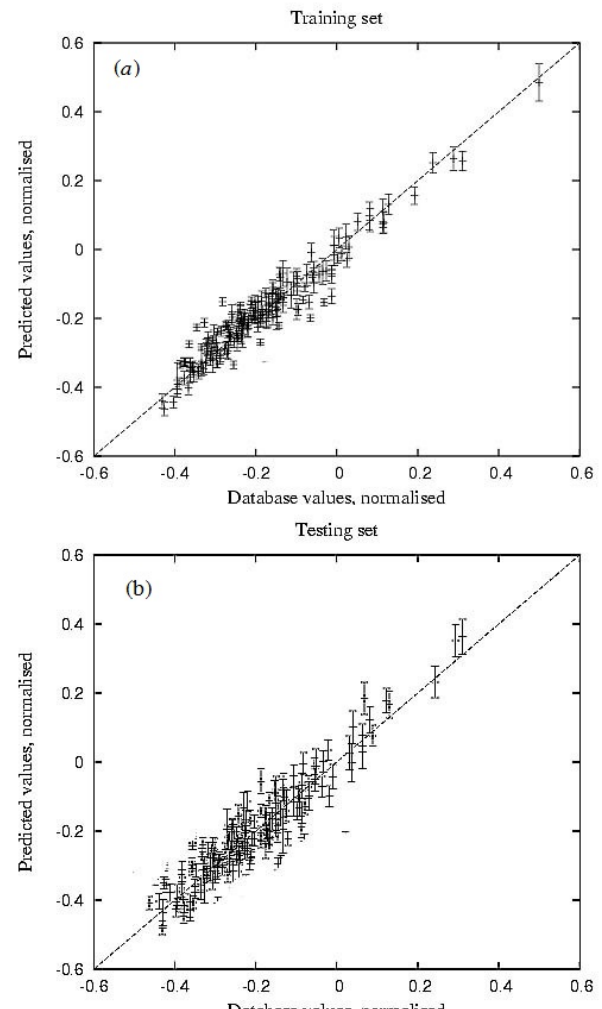 Training set
(a)
0.6
0.4
0.2
0
-0.2
-0.4
-0.6
Predicted values, normalised
-0.6 -0.4 -0.2 0 0.2 0.4 0.6
Database values, normalised
Testing set
(b)
0.6
0.4
0.2
0
-0.2
-0.4
-0.6
Predicted values, normalised
-0.6 -0.4 -0.2 0 0.2 0.4 0.6
Database values, normalised